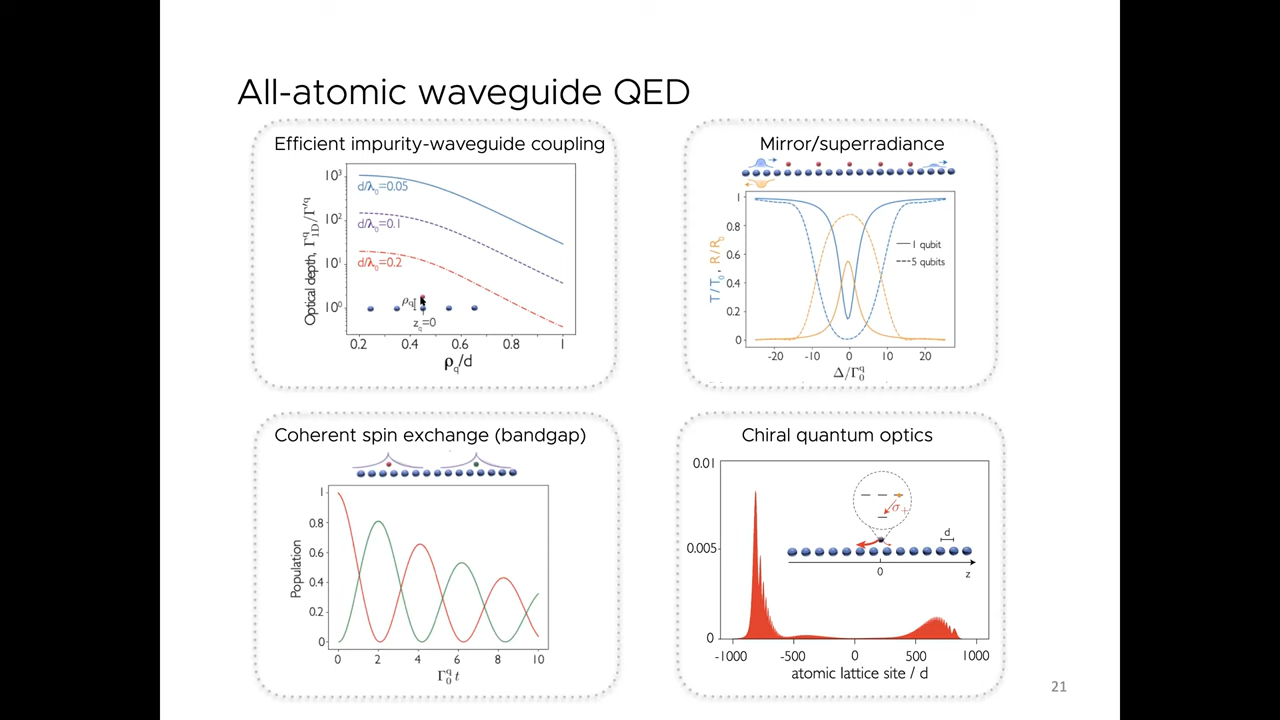 All-atomic waveguide QED
Efficient impurity-waveguide coupling
Optical depth, Γ^q_1D/Γ'^q
10³
10²
10¹
10⁰
d/λ₀=0.05
d/λ₀=0.1
d/λ₀=0.2
ρq
z_q=0
0.2 0.4 0.6 0.8 1
ρ_q/d
Mirror/superradiance
T/T₀, R/R₀
1
0.8
0.6
0.4
0.2
0
1 qubit
5 qubits
-20 -10 0 10 20
Δ/Γ₀^q
Coherent spin exchange (bandgap)
Population
1
0.8
0.6
0.4
0.2
0
0 2 4 6 8 10
Γ₀^q t
Chiral quantum optics
0.01
0.005
0
σ₊
d
0
z
-1000 -500 0 500 1000
atomic lattice site / d
21